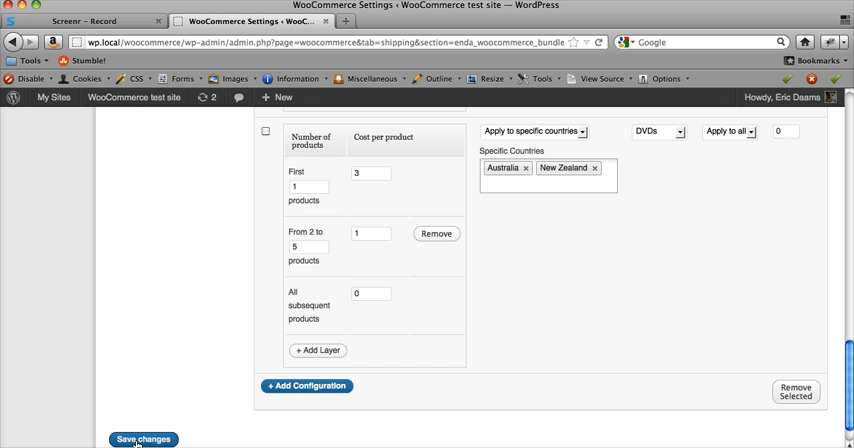 WooCommerce Settings ‹ WooCommerce test site — WordPress
Screenr – Record
WooCommerce Settings ‹ WooC...
wp.local/woocommerce/wp-admin/admin.php?page=woocommerce&tab=shipping&section=enda_woocommerce_bundle
Google
Tools
Stumble!
Bookmarks
Disable
Cookies
CSS
Forms
Images
Information
Miscellaneous
Outline
Resize
Tools
View Source
Options
My Sites
WooCommerce test site
2
+ New
Howdy, Eric Daams
Number of products
Cost per product
Apply to specific countries
DVDs
Apply to all
0
Specific Countries
Australia ×
New Zealand ×
First
1
products
3
From 2 to
5
products
1
Remove
All
subsequent
products
0
+ Add Layer
+ Add Configuration
Remove
Selected
Save changes